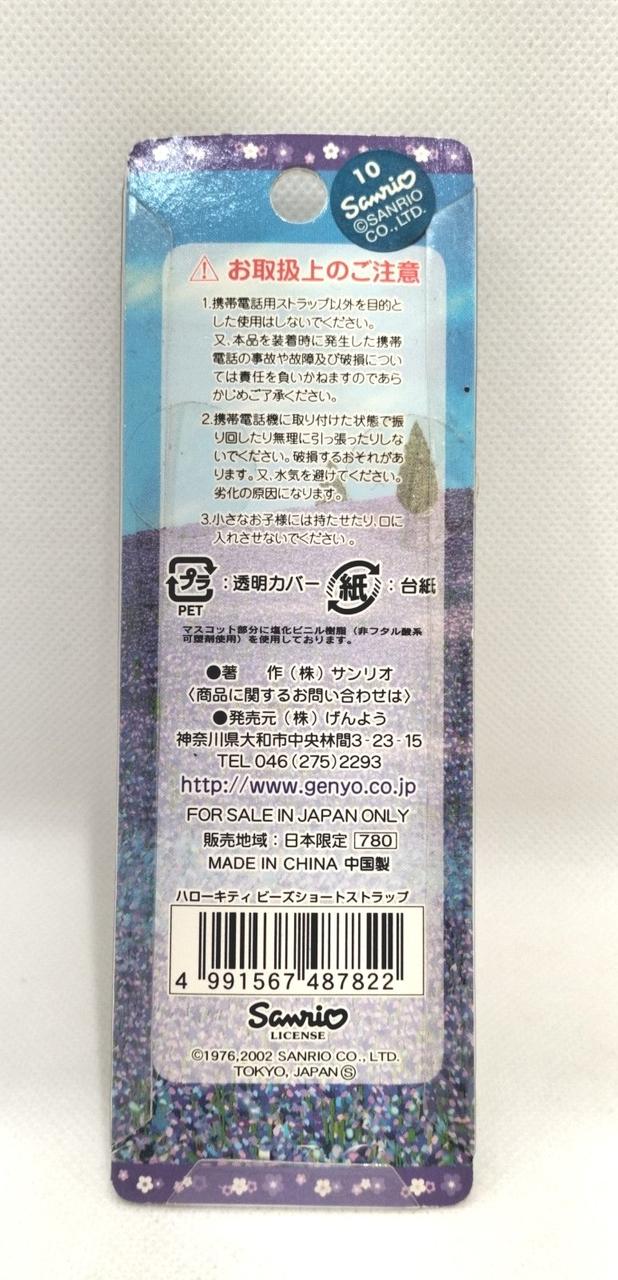 10
Sanrio
©SANRIO
CO., LTD.
お取扱上のご注意
1.携帯電話用ストラップ以外を目的と
した使用はしないでください。
又、本品を装着時に発生した携帯
電話の事故や故障及び破損につい
ては責任を負いかねますのであら
かじめご了承ください。
2.携帯電話機に取り付けた状態で振
り回したり無理に引っ張ったりしな
いでください。破損するおそれがあ
ります。又、水気を避けてください。
劣化の原因になります。
3.小さなお子様には持たせたり、口に
入れさせないでください。
プラ:透明カバー 紙:台紙
PET
マスコット部分に塩化ビニル樹脂(非フタル酸系
可塑剤使用)を使用しております。
●著 作(株)サンリオ
〈商品に関するお問い合わせは〉
●発売元(株)げんよう
神奈川県大和市中央林間3-23-15
TEL 046(275)2293
http://www.genyo.co.jp
FOR SALE IN JAPAN ONLY
販売地域:日本限定 780
MADE IN CHINA 中国製
ハローキティ ビーズショートストラップ
4 991567 487822
Sanrio
LICENSE
©1976,2002 SANRIO CO., LTD.
TOKYO, JAPAN Ⓢ